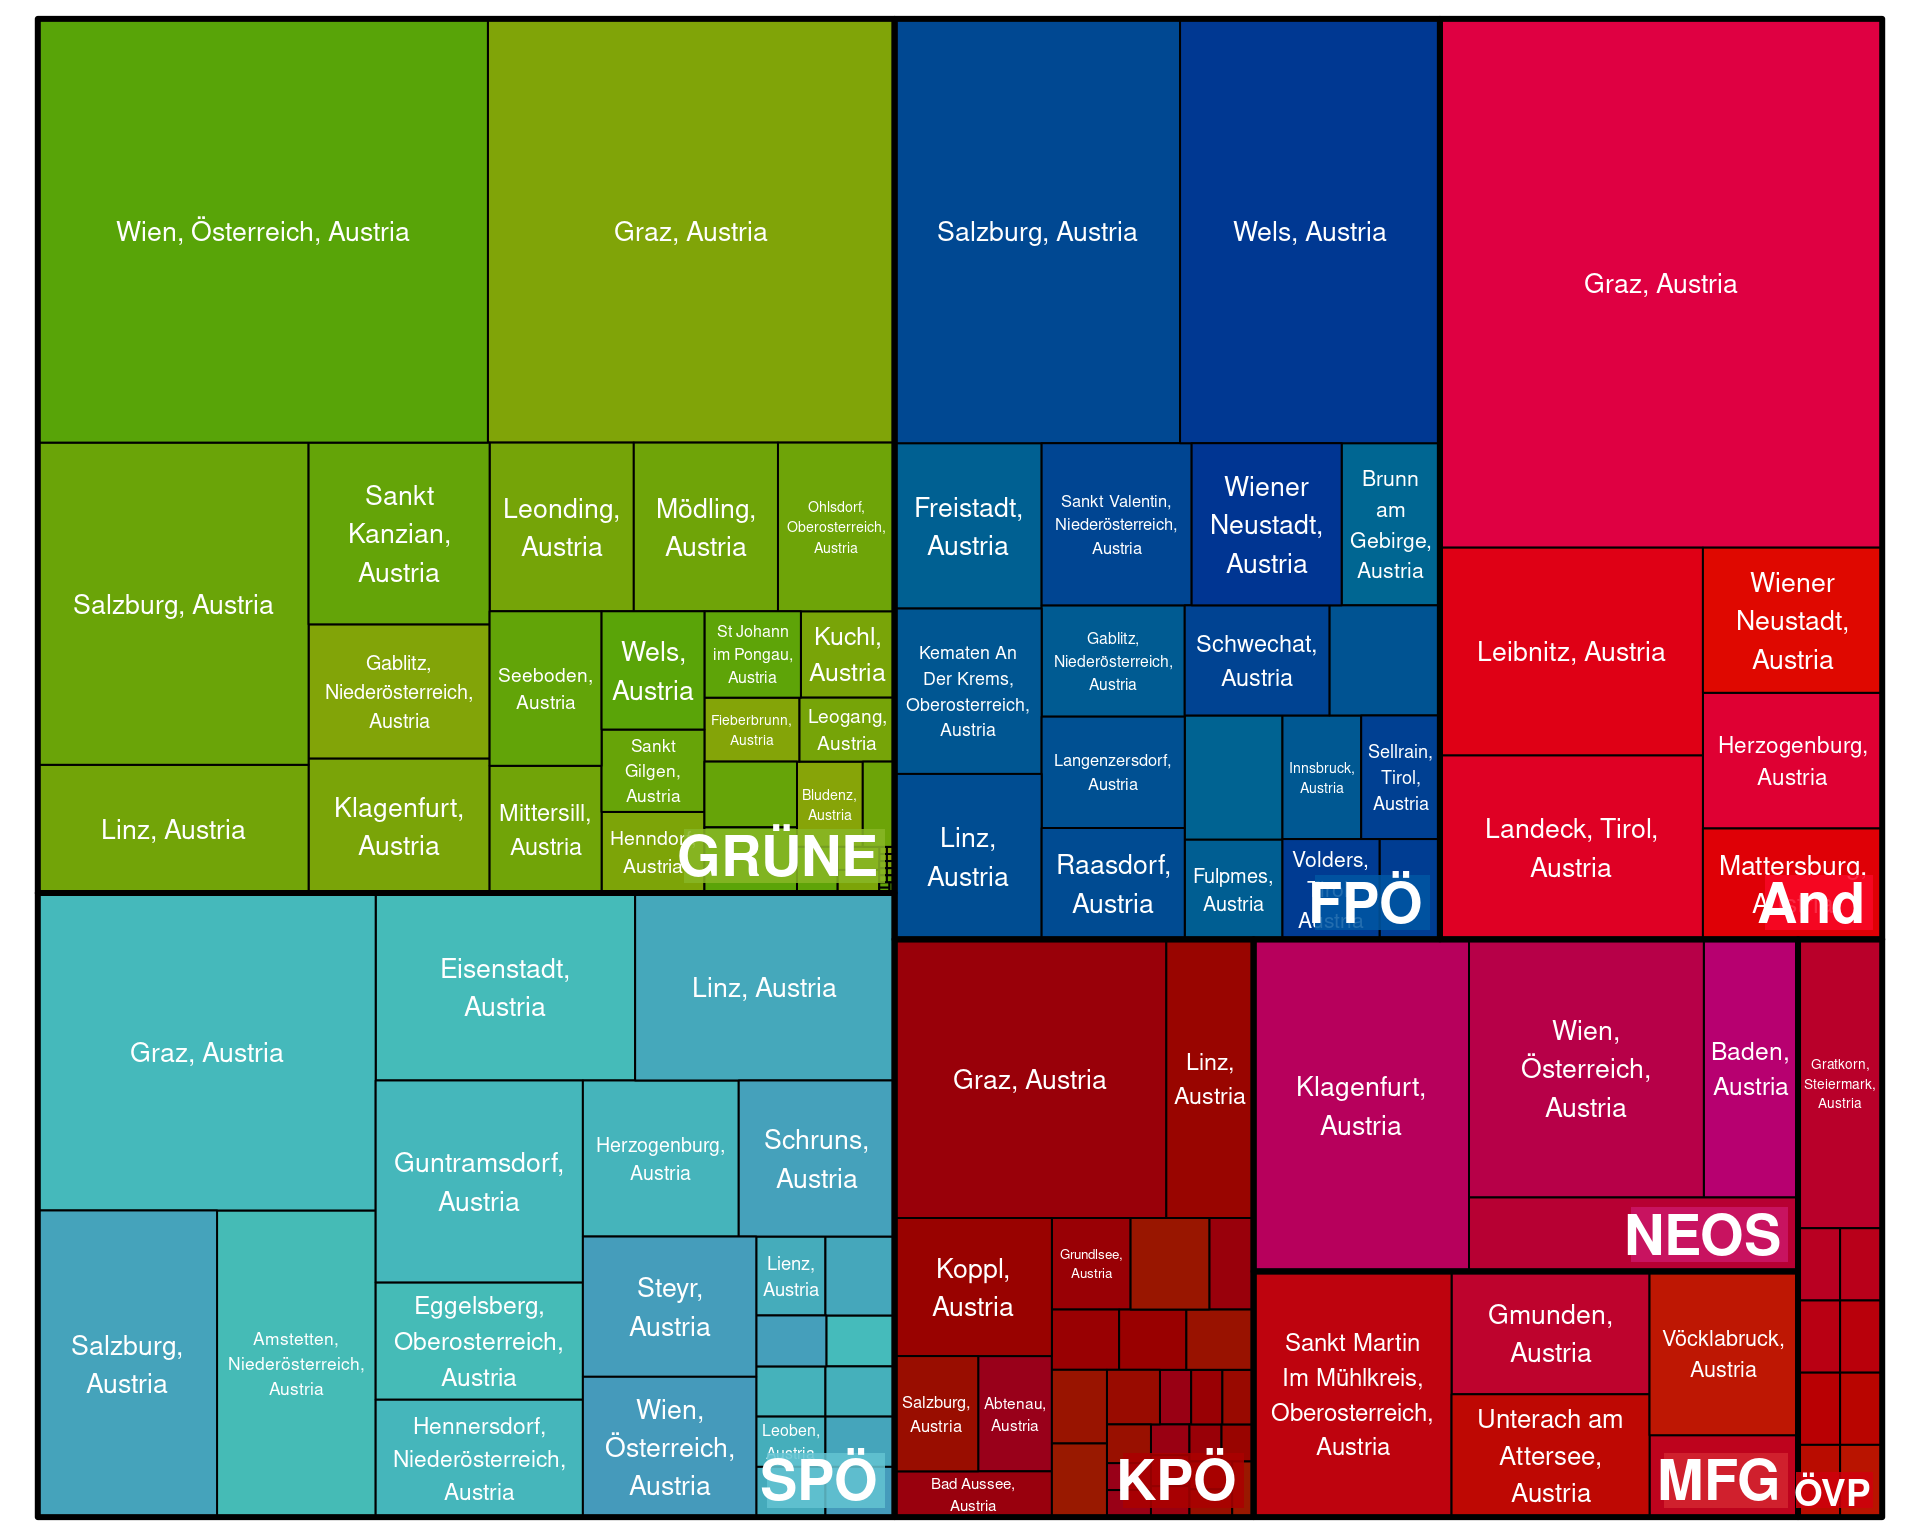 Wien, Österreich, Austria
Graz, Austria
Salzburg, Austria
Sankt
Kanzian,
Austria
Leonding,
Austria
Mödling,
Austria
Ohlsdorf,
Oberosterreich,
Austria
Gablitz,
Niederösterreich,
Austria
Seeboden,
Austria
Wels,
Austria
St Johann
im Pongau,
Austria
Kuchl,
Austria
Fieberbrunn,
Austria
Leogang,
Austria
Linz, Austria
Klagenfurt,
Austria
Mittersill,
Austria
Sankt
Gilgen,
Austria
Bludenz,
Austria
Austria
GRÜNE
Salzburg, Austria
Wels, Austria
Freistadt,
Austria
Sankt Valentin,
Niederösterreich,
Austria
Wiener
Neustadt,
Austria
Brunn
am
Gebirge,
Austria
Kematen An
Der Krems,
Oberosterreich,
Austria
Gablitz,
Niederösterreich,
Austria
Schwechat,
Austria
Langenzersdorf,
Austria
Innsbruck,
Austria
Sellrain,
Tirol,
Austria
Linz,
Austria
Raasdorf,
Austria
Fulpmes,
Austria
Volders,
Austria
FPÖ
Graz, Austria
Leibnitz, Austria
Wiener
Neustadt,
Austria
Herzogenburg,
Austria
Landeck, Tirol,
Austria
Mattersburg,
And
Graz, Austria
Eisenstadt,
Austria
Linz, Austria
Guntramsdorf,
Austria
Herzogenburg,
Austria
Schruns,
Austria
Salzburg,
Austria
Amstetten,
Niederösterreich,
Austria
Eggelsberg,
Oberosterreich,
Austria
Hennersdorf,
Niederösterreich,
Austria
Steyr,
Austria
Lienz,
Austria
Wien,
Österreich,
Austria
Leoben,
Austria
SPÖ
Graz, Austria
Linz,
Austria
Koppl,
Austria
Grundlsee,
Austria
Salzburg,
Austria
Abtenau,
Austria
Bad Aussee,
Austria
KPÖ
Klagenfurt,
Austria
Wien,
Österreich,
Austria
Baden,
Austria
NEOS
Sankt Martin
Im Mühlkreis,
Oberosterreich,
Austria
Gmunden,
Austria
Vöcklabruck,
Austria
Unterach am
Attersee,
Austria
MFG
Gratkorn,
Steiermark,
Austria
ÖVP